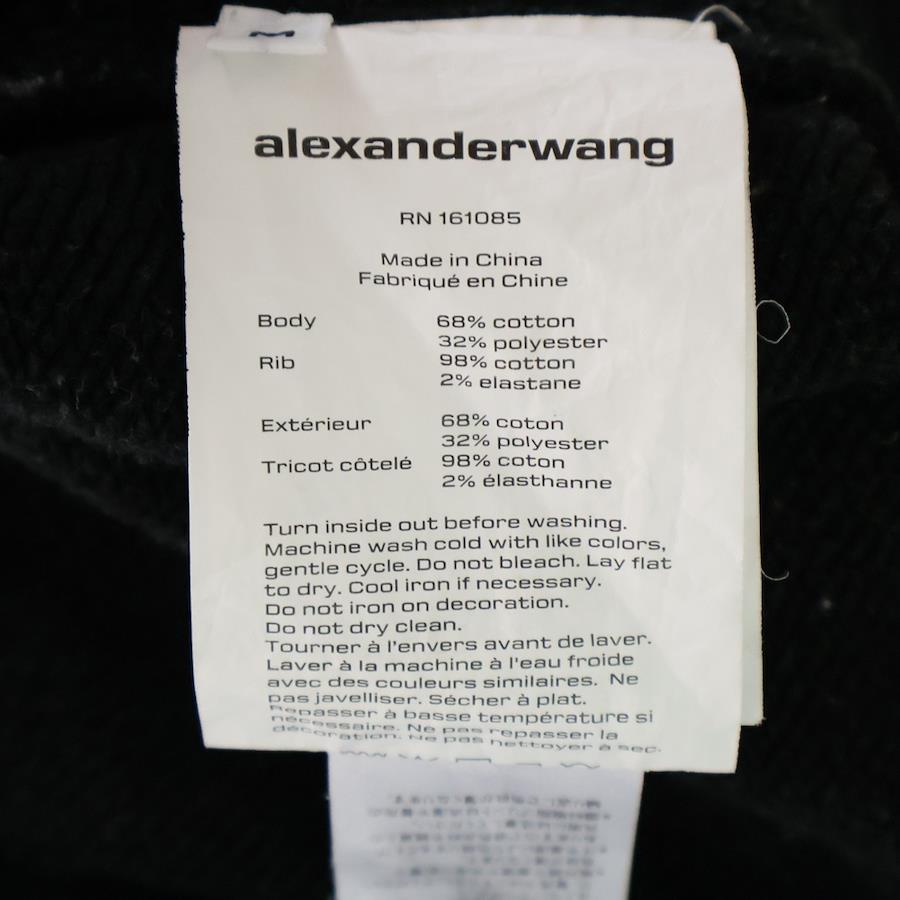 alexanderwang
RN 161085
Made in China
Fabriqué en Chine
Body 68% cotton
32% polyester
Rib 98% cotton
2% elastane
Extérieur 68% coton
32% polyester
Tricot côtelé 98% coton
2% élasthanne
Turn inside out before washing.
Machine wash cold with like colors,
gentle cycle. Do not bleach. Lay flat
to dry. Cool iron if necessary.
Do not iron on decoration.
Do not dry clean.
Tourner à l'envers avant de laver.
Laver à la machine à l'eau froide
avec des couleurs similaires. Ne
pas javelliser. Sécher à plat.
Repasser à basse température si
nécessaire. Ne pas repasser la
décoration. Ne pas nettoyer à sec.